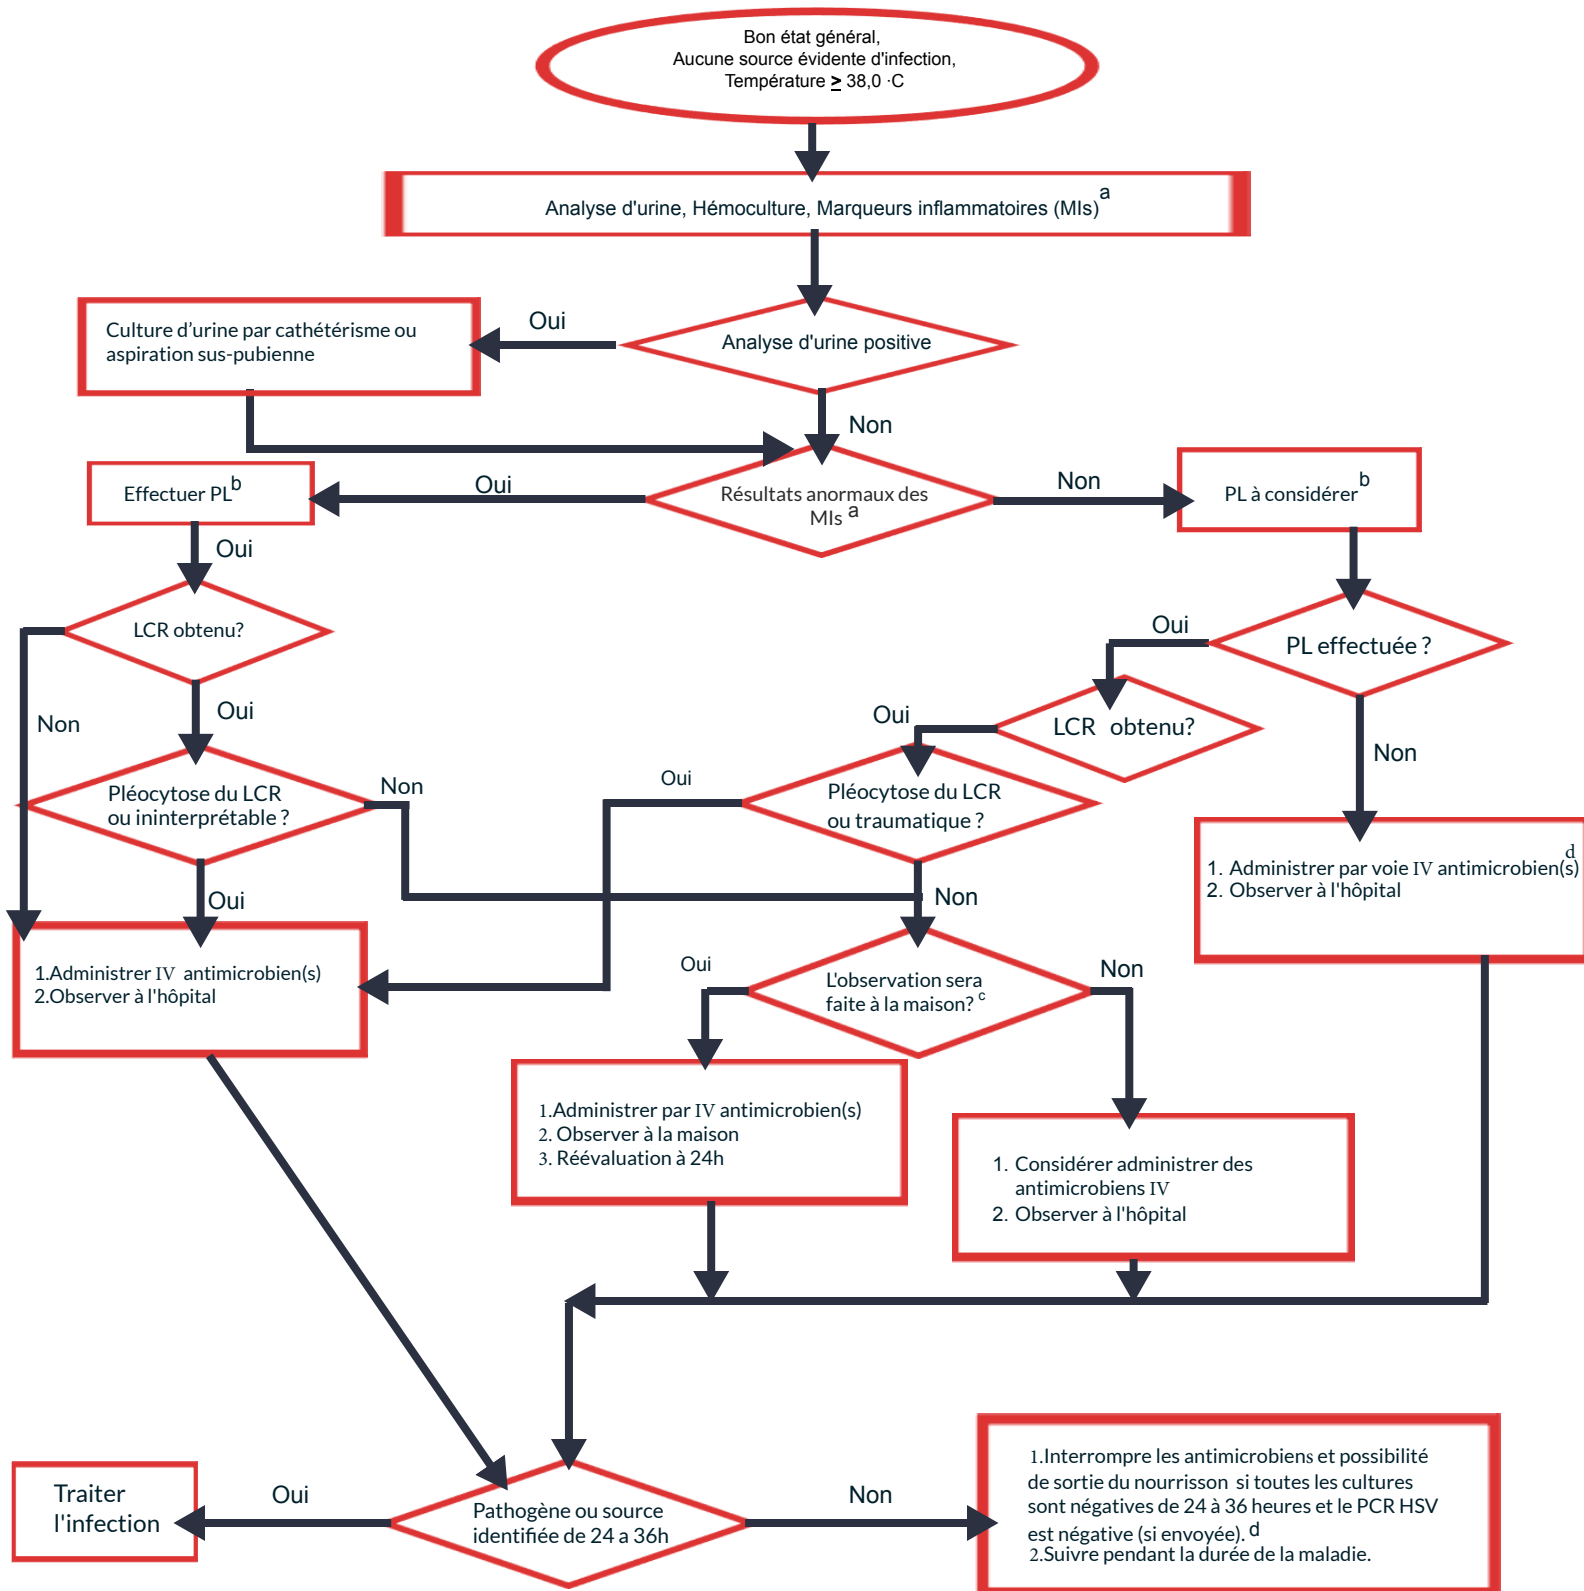 Bon état général,
Aucune source évidente d'infection,
Température ≥ 38,0 ·C
Analyse d'urine, Hémoculture, Marqueurs inflammatoires (MIs) a
Oui
Culture d'urine par cathétérisme ou
aspiration sus-pubienne
Analyse d'urine positive
Non
Effectuer PL b
Oui
Résultats anormaux des
MIs a
Non
PL à considérer b
Oui
LCR obtenu?
Oui
PL effectuée ?
Non
Oui
Oui
LCR obtenu?
Non
Pléocytose du LCR
ou ininterprétable ?
Non
Oui
Pléocytose du LCR
ou traumatique ?
Oui
Non
1. Administrer par voie IV antimicrobien(s) d
2. Observer à l'hôpital
1.Administrer IV antimicrobien(s)
2.Observer à l'hôpital
Oui
L'observation sera
faite à la maison? c
Non
1.Administrer par IV antimicrobien(s)
2. Observer à la maison
3. Réévaluation à 24h
1. Considérer administrer des
antimicrobiens IV
2. Observer à l'hôpital
Traiter
l'infection
Oui
Pathogène ou source
identifiée de 24 a 36h
Non
1.Interrompre les antimicrobiens et possibilité
de sortie du nourrisson si toutes les cultures
sont négatives de 24 à 36 heures et le PCR HSV
est négative (si envoyée). d
2.Suivre pendant la durée de la maladie.